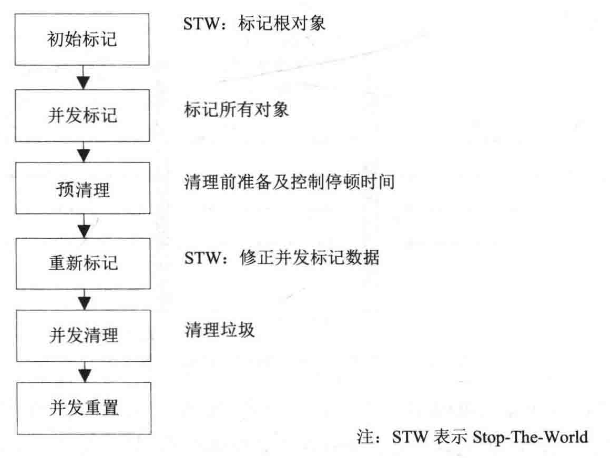 初始标记
STW：标记根对象
并发标记
标记所有对象
预清理
清理前准备及控制停顿时间
重新标记
STW：修正并发标记数据
并发清理
清理垃圾
并发重置
注：STW 表示 Stop-The-World